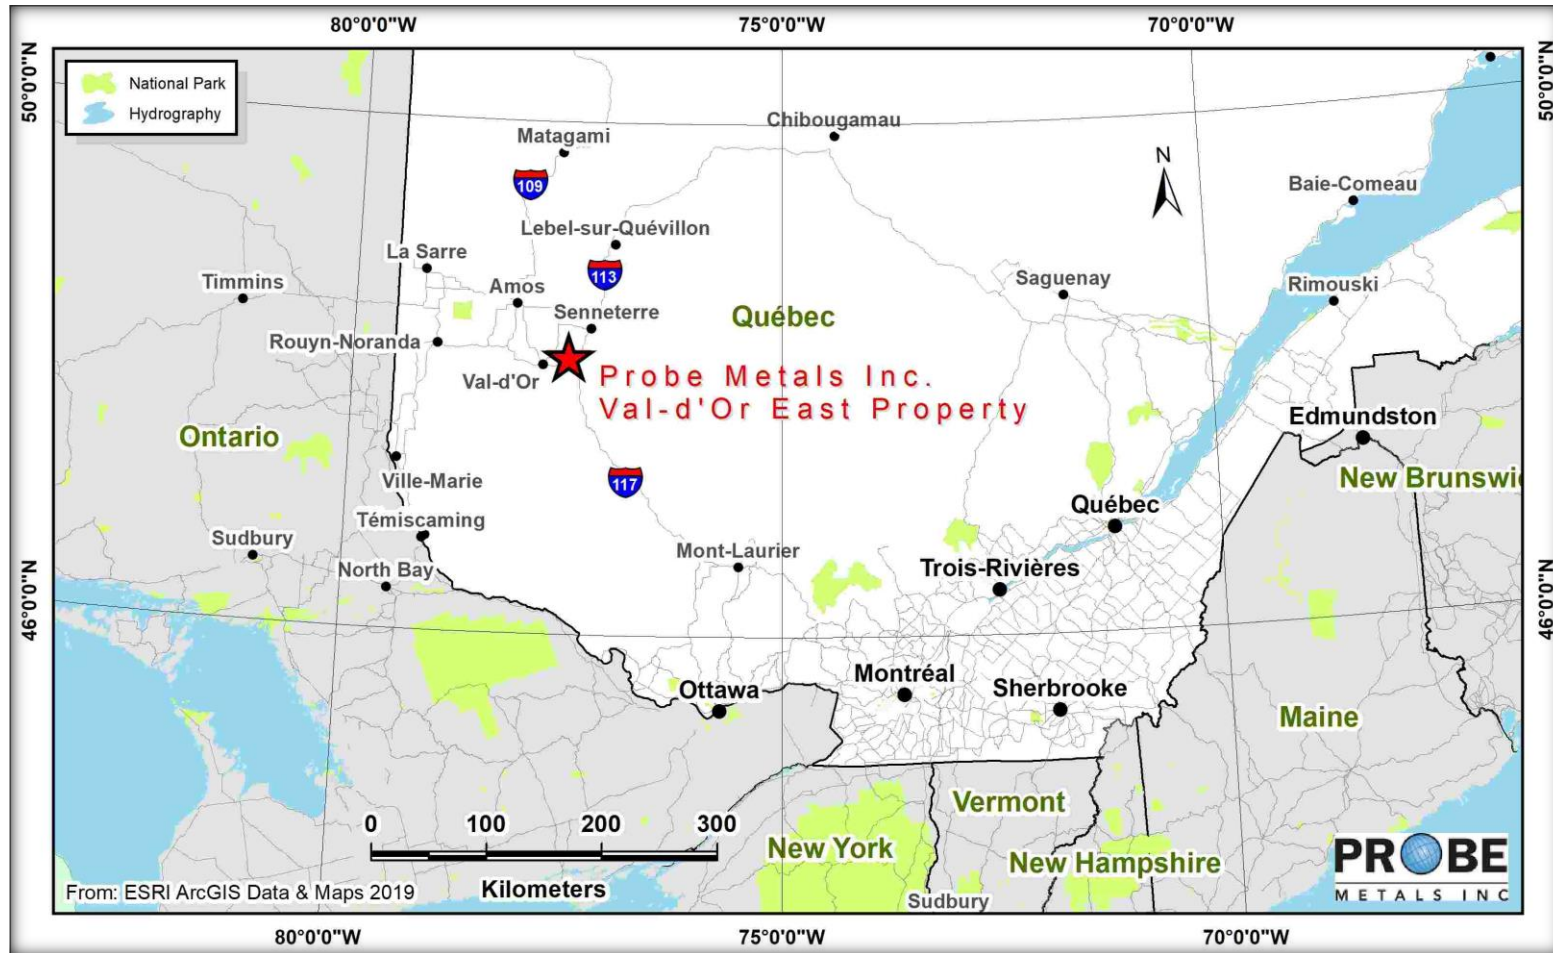 80°0'0"W
75°0'0"W
70°0'0"W
50°0'0"N
50°0'0"N
National Park
Hydrography
Chibougamau
Matagami
109
Baie-Comeau
Lebel-sur-Quévillon
La Sarre
113
Timmins
Amos
Saguenay
Rimouski
Senneterre
Québec
Rouyn-Noranda
Val-d'Or
Probe Metals Inc.
Val-d'Or East Property
Edmundston
Ontario
New Brunswi
Ville-Marie
117
Québec
Témiscaming
Sudbury
Mont-Laurier
North Bay
Trois-Rivières
46°0'0"N
46°0'0"N
Montréal
Ottawa
Sherbrooke
Maine
Vermont
0 100 200 300
New York
New Hampshire
PROBE
METALS INC
From: ESRI ArcGIS Data & Maps 2019
Kilometers
Sudbury
80°0'0"W
75°0'0"W
70°0'0"W
N